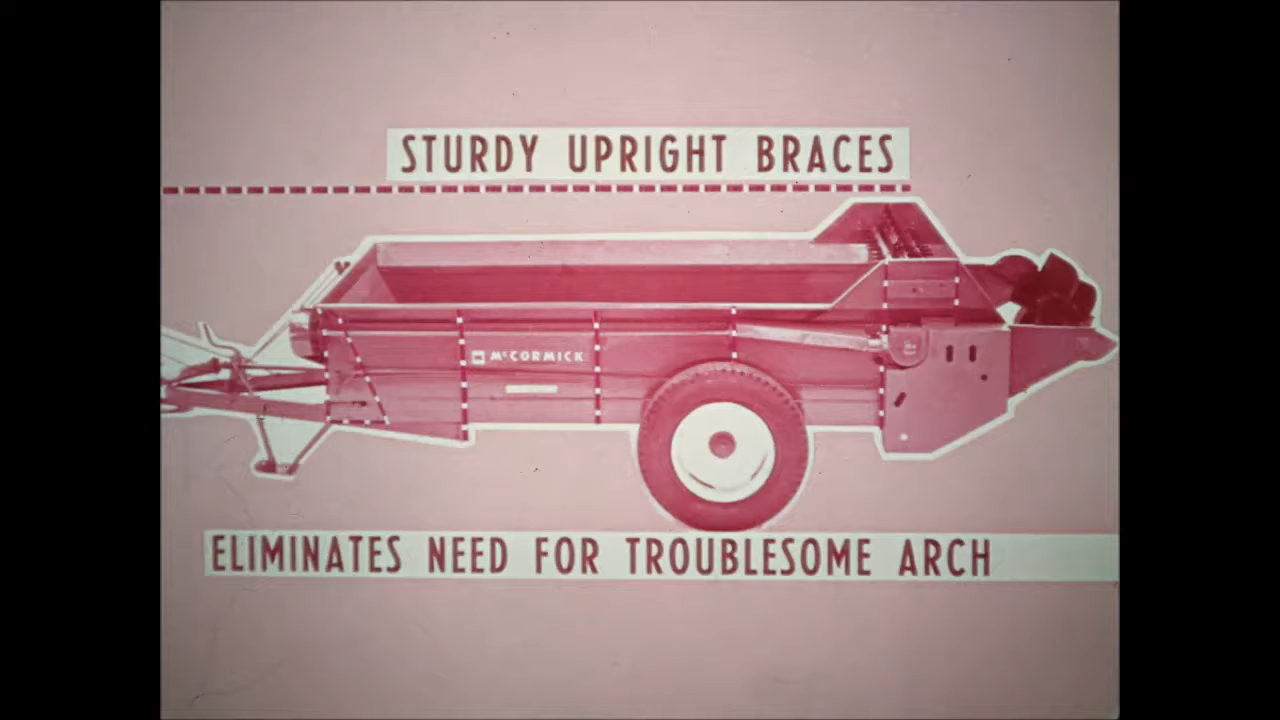 STURDY UPRIGHT BRACES
McCORMICK
ELIMINATES NEED FOR TROUBLESOME ARCH